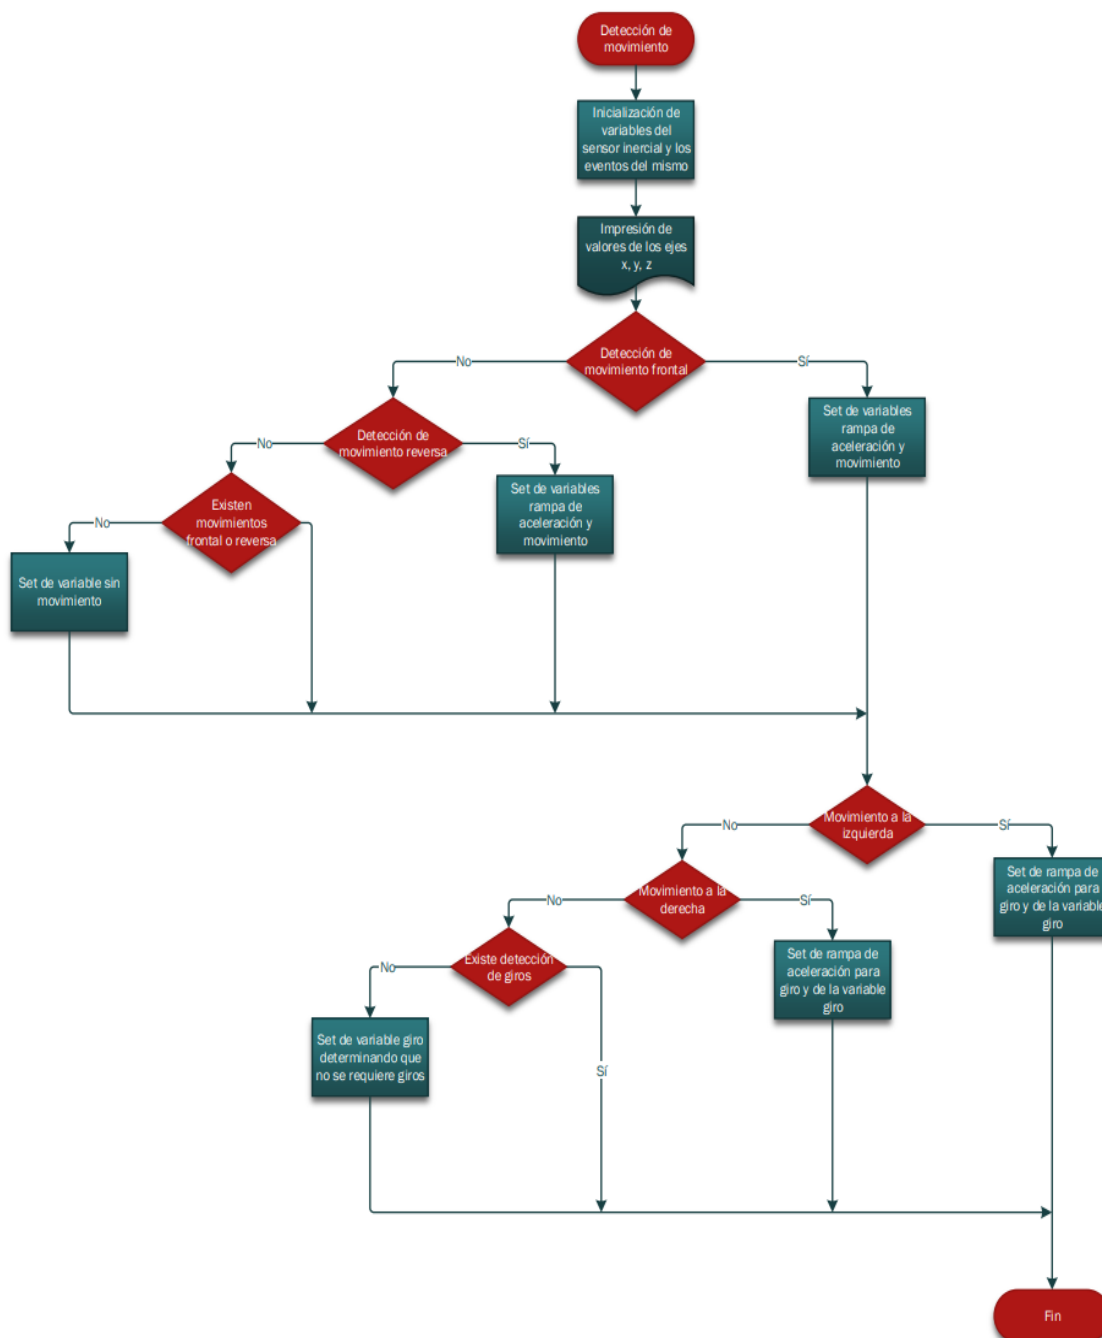 Detección de
movimiento
Inicialización de
variables del
sensor inercial y los
eventos del mismo
Impresión de
valores de los ejes
x, y, z
Detección de
movimiento frontal
No
Sí
Set de variables
rampa de
aceleración y
movimiento
Detección de
movimiento reversa
No
Sí
Set de variables
rampa de
aceleración y
movimiento
Existen
movimientos
frontal o reversa
No
Set de variable sin
movimiento
Movimiento a la
izquierda
No
Sí
Set de rampa de
aceleración para
giro y de la variable
giro
Movimiento a la
derecha
No
Sí
Set de rampa de
aceleración para
giro y de la variable
giro
Existe detección
de giros
No
Sí
Set de variable giro
determinando que
no se requiere giros
Fin